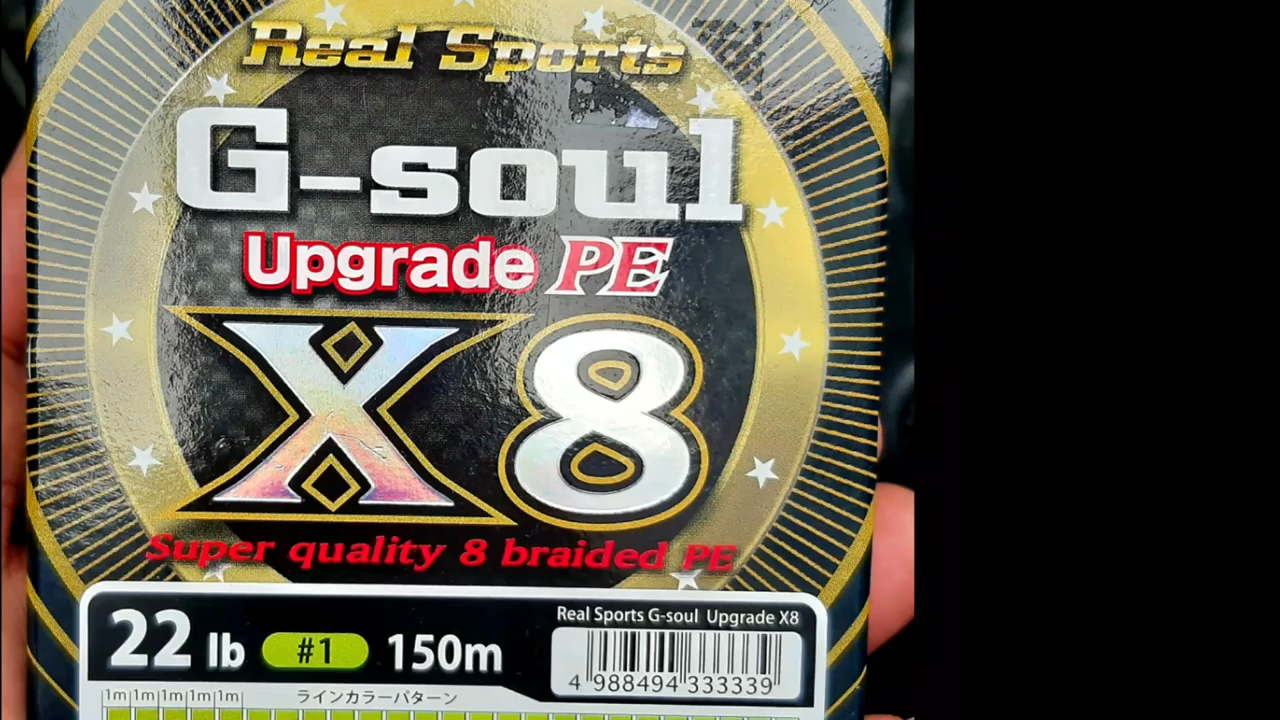 Real Sports
G-soul
Upgrade PE
X8
Super quality 8 braided PE
22 lb #1 150m
Real Sports G-soul Upgrade X8
4 988494 333339
1m 1m 1m 1m 1m ラインカラーパターン